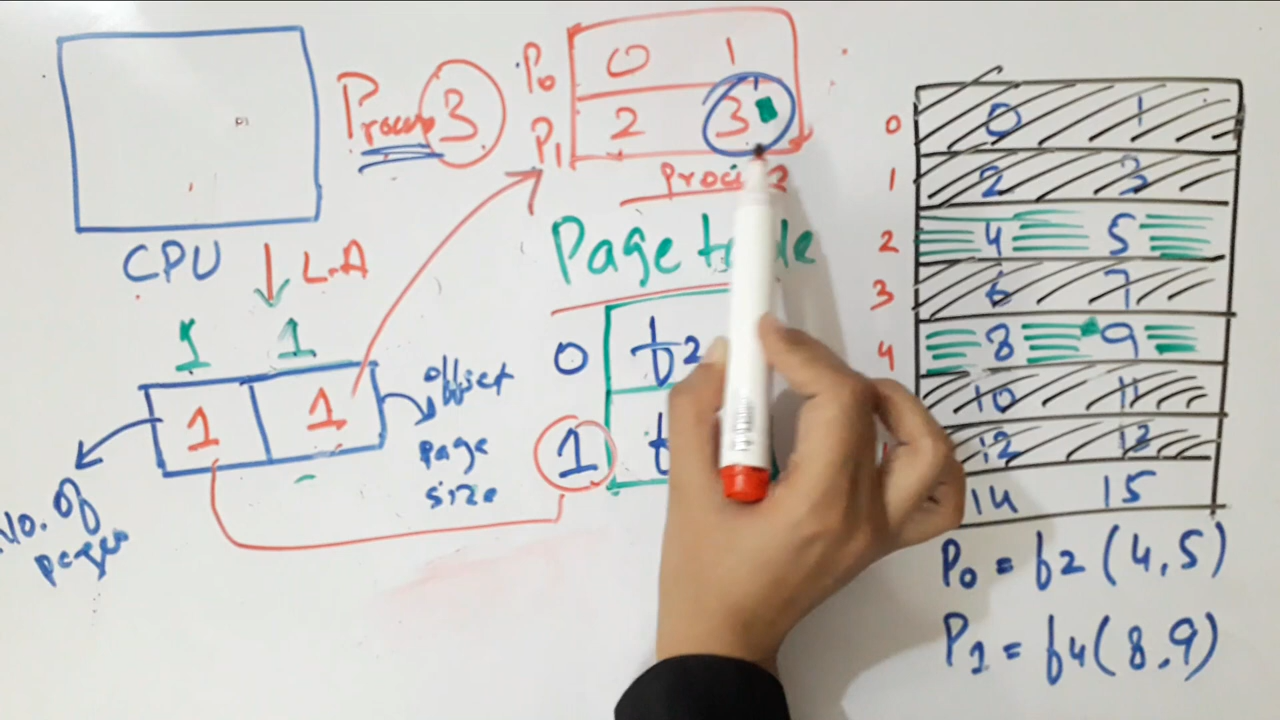 CPU
L.A
1 1
1 1
offset
page
size
No. of
pages
Process 3
P0 0 1
P1 2 3
Page
0 f2
1
0 0 1
1 2 3
2 4 5
3 6 7
4 8 9
10 11
12 13
14 15
P0 = f2 (4,5)
P1 = f4 (8,9)